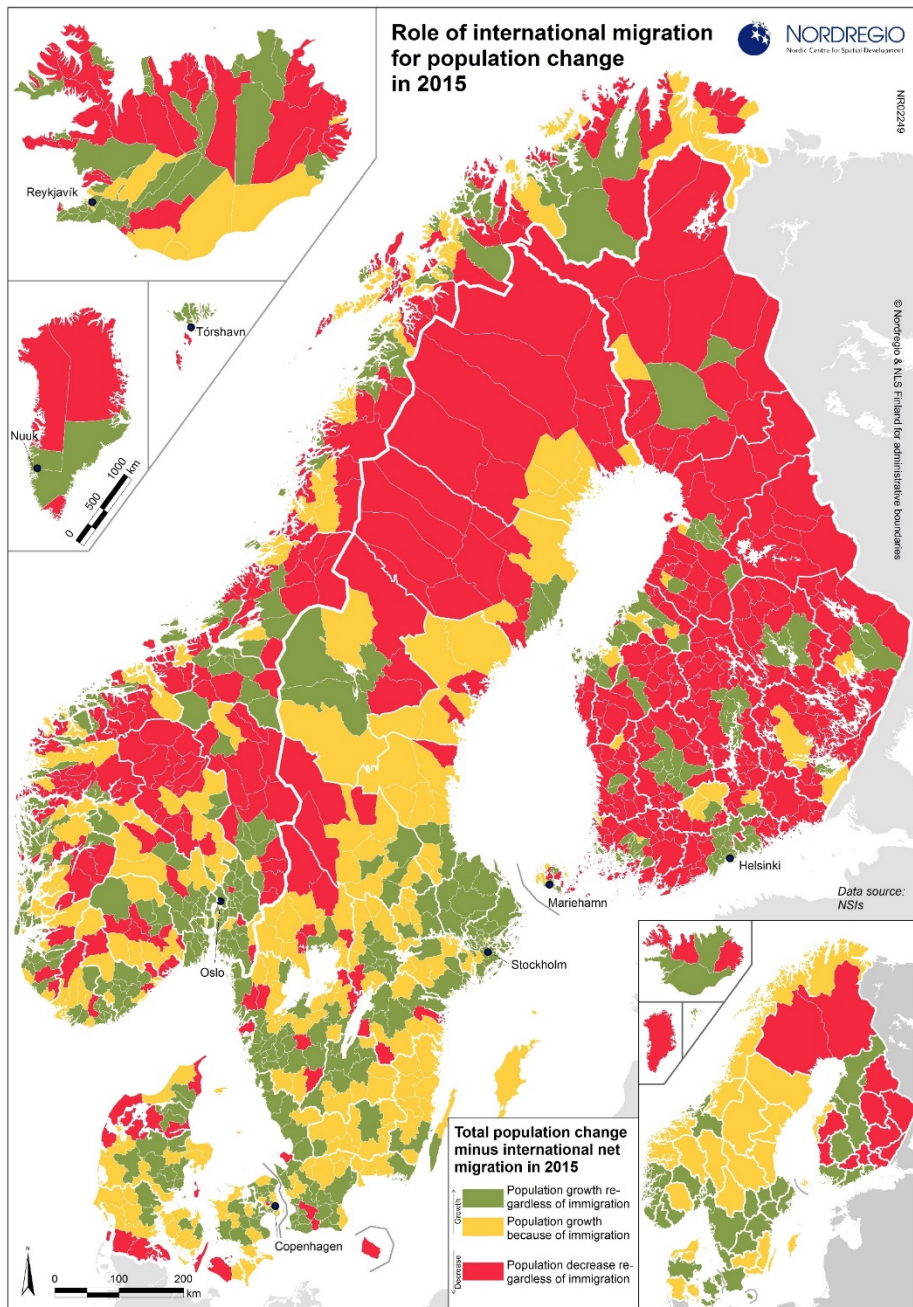 Role of international migration
for population change
in 2015
NORDREGIO
Nordic Centre for Spatial Development
NR02249
Reykjavík
Tórshavn
Nuuk
0 500 1000
km
© Nordregio & NLS Finland for administrative boundaries
Helsinki
Mariehamn
Data source:
NSIs
Oslo
Stockholm
Copenhagen
Total population change
minus international net
migration in 2015
Growth
Population growth re-
gardless of immigration
Population growth
because of immigration
Decrease
Population decrease re-
gardless of immigration
N
0 100 200
km